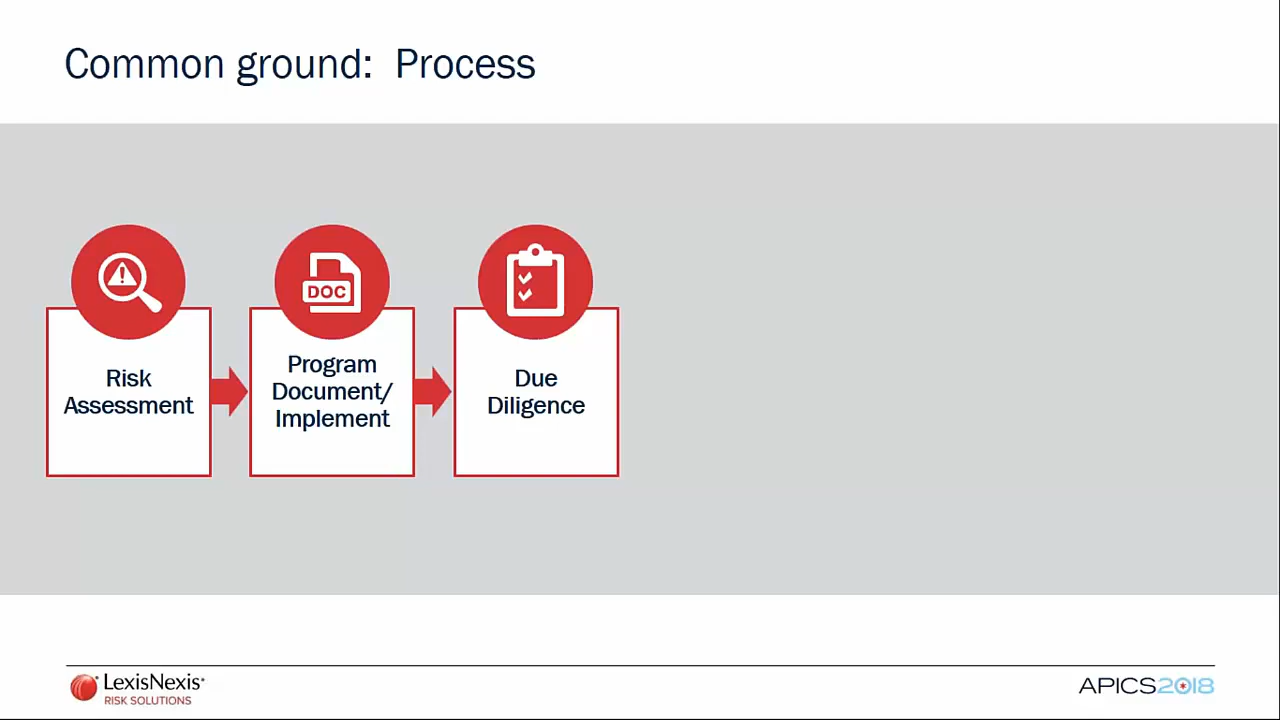 Common ground: Process
DOC
Risk
Assessment
Program
Document/
Implement
Due
Diligence
LexisNexis
RISK SOLUTIONS
APICS2018